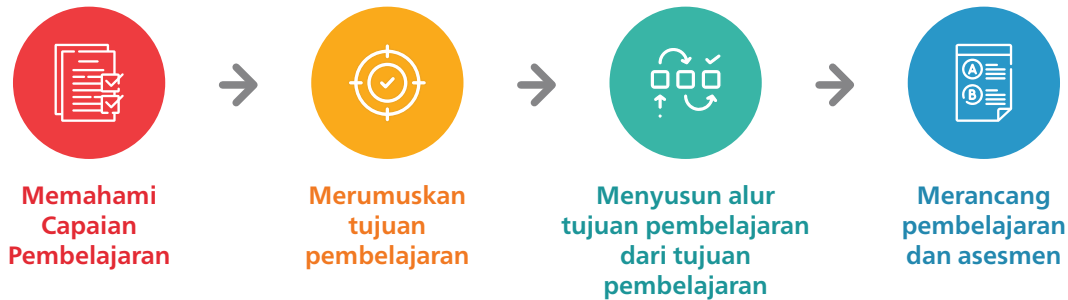 Memahami
Capaian
Pembelajaran
Merumuskan
tujuan
pembelajaran
Menyusun alur
tujuan pembelajaran
dari tujuan
pembelajaran
A
B
Merancang
pembelajaran
dan asesmen